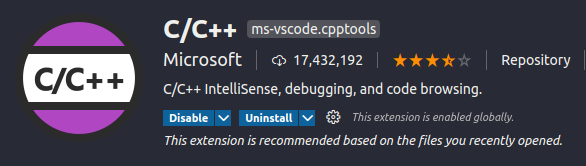 C/C++
C/C++ ms-vscode.cpptools
Microsoft 17,432,192 Repository
C/C++ IntelliSense, debugging, and code browsing.
Disable Uninstall This extension is enabled globally.
This extension is recommended based on the files you recently opened.